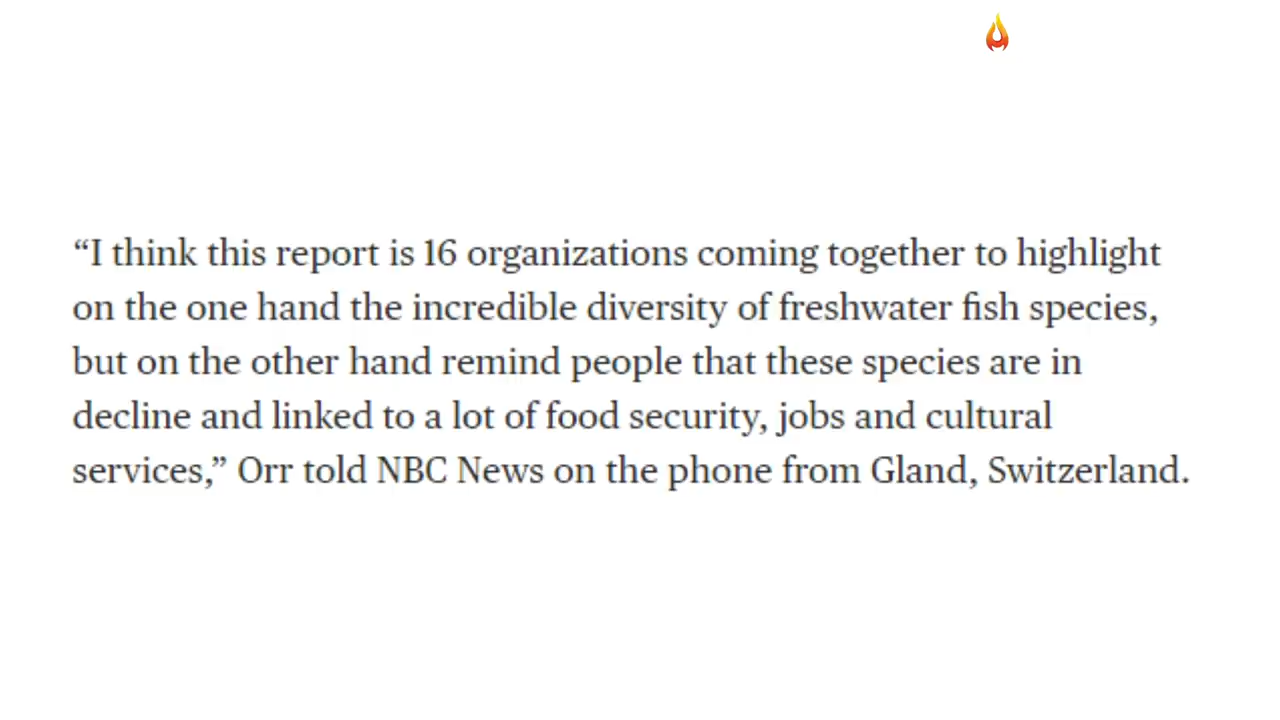 “I think this report is 16 organizations coming together to highlight
on the one hand the incredible diversity of freshwater fish species,
but on the other hand remind people that these species are in
decline and linked to a lot of food security, jobs and cultural
services,” Orr told NBC News on the phone from Gland, Switzerland.